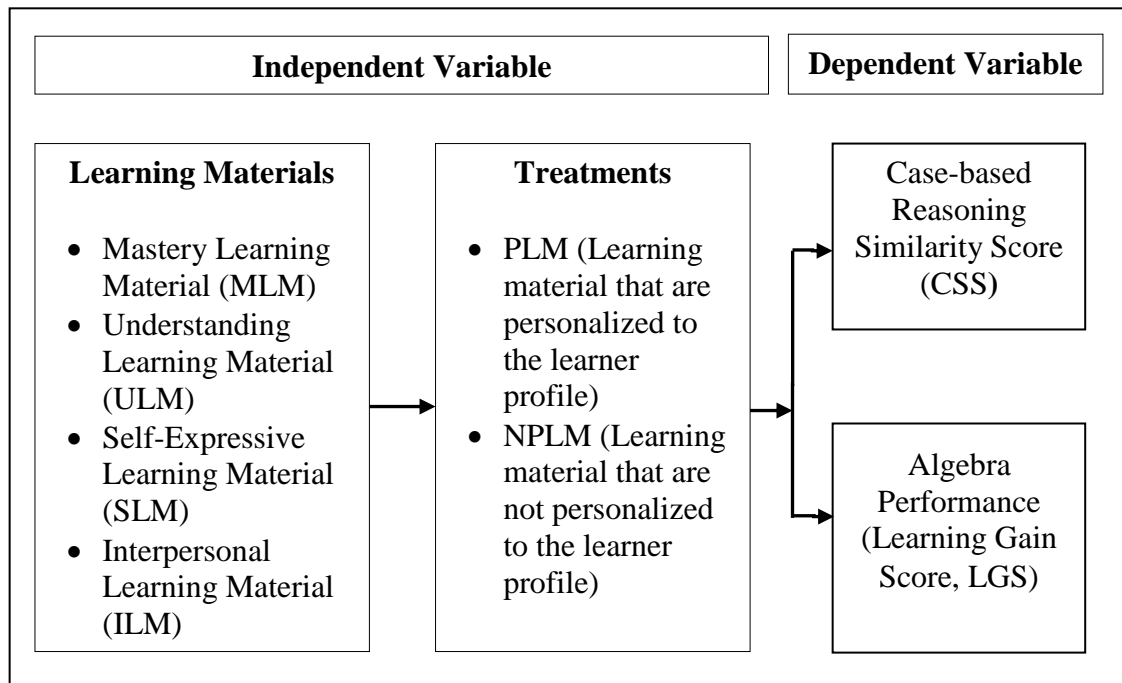 Independent Variable
Dependent Variable
Learning Materials
• Mastery Learning
Material (MLM)
• Understanding
Learning Material
(ULM)
• Self-Expressive
Learning Material
(SLM)
• Interpersonal
Learning Material
(ILM)
Treatments
• PLM (Learning
material that are
personalized to
the learner
profile)
• NPLM (Learning
material that are
not personalized
to the learner
profile)
Case-based
Reasoning
Similarity Score
(CSS)
Algebra
Performance
(Learning Gain
Score, LGS)